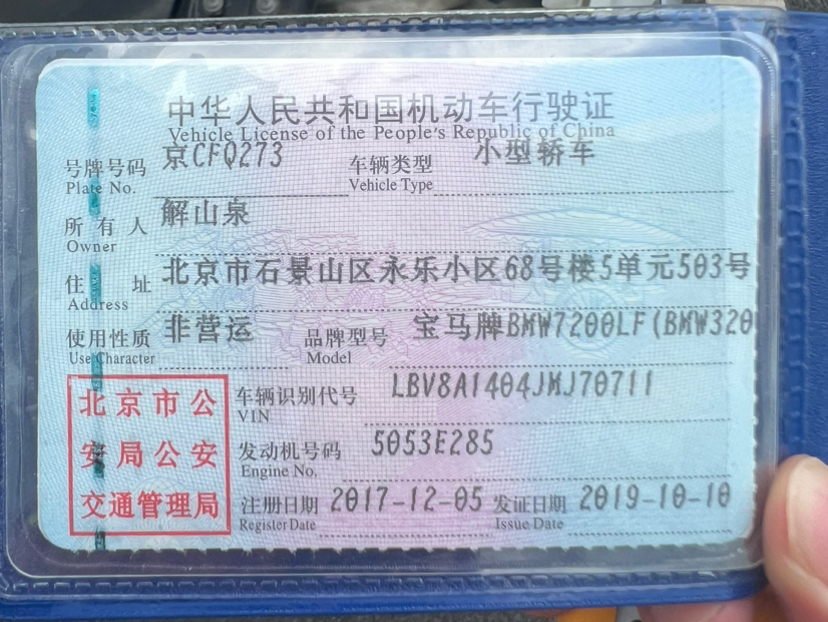 中华人民共和国机动车行驶证
Vehicle License of the People's Republic of China
号牌号码 京CFQ273 车辆类型 小型轿车
Plate No. Vehicle Type
所有人 解山泉
Owner
住址 北京市石景山区永乐小区68号楼5单元503号
Address
使用性质 非营运 品牌型号 宝马牌BMW7200LF(BMW320
Use Character Model
北京市公
安局公安
交通管理局
车辆识别代号 LBV8A1404JMJ70711
VIN
发动机号码 5053E285
Engine No.
注册日期 2017-12-05 发证日期 2019-10-10
Register Date Issue Date